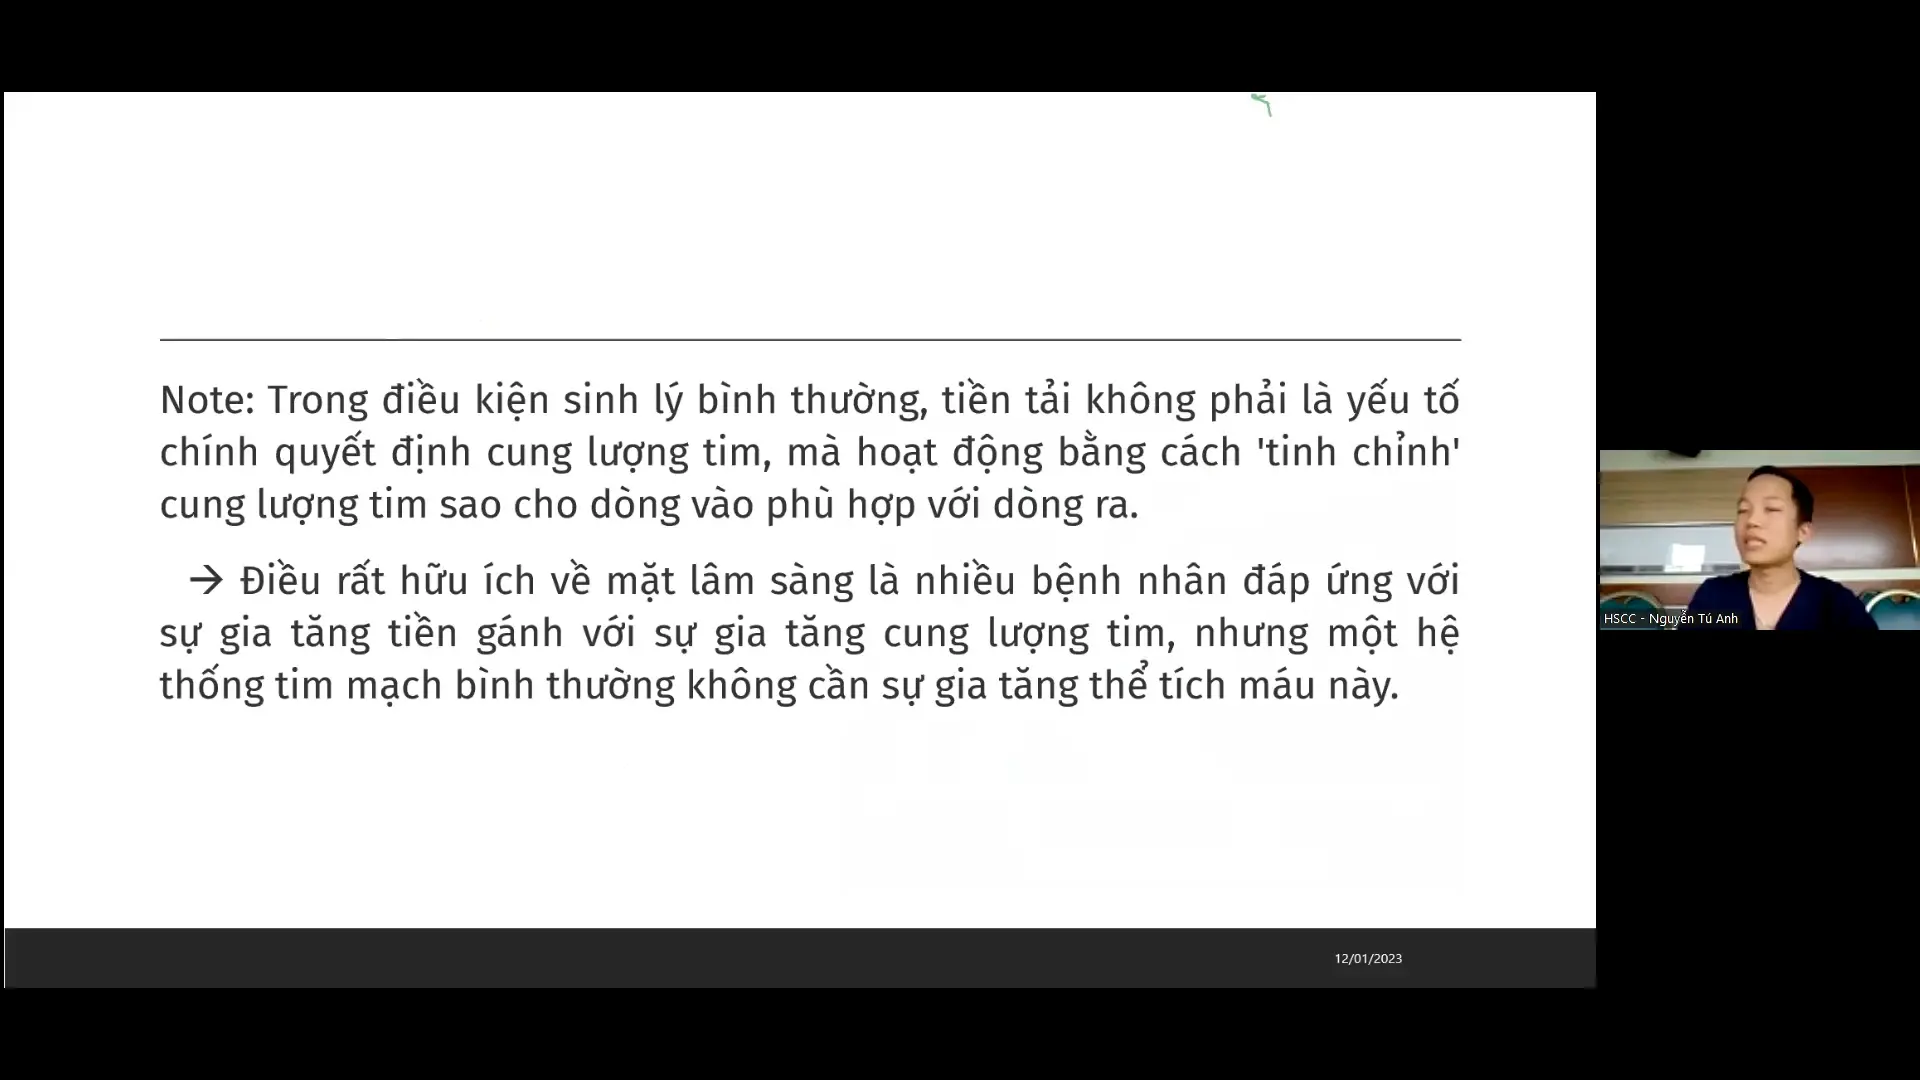 Note: Trong điều kiện sinh lý bình thường, tiền tải không phải là yếu tố
chính quyết định cung lượng tim, mà hoạt động bằng cách 'tinh chỉnh'
cung lượng tim sao cho dòng vào phù hợp với dòng ra.
→ Điều rất hữu ích về mặt lâm sàng là nhiều bệnh nhân đáp ứng với
sự gia tăng tiền gánh với sự gia tăng cung lượng tim, nhưng một hệ
thống tim mạch bình thường không cần sự gia tăng thể tích máu này.
HSCC - Nguyễn Tú Anh
12/01/2023